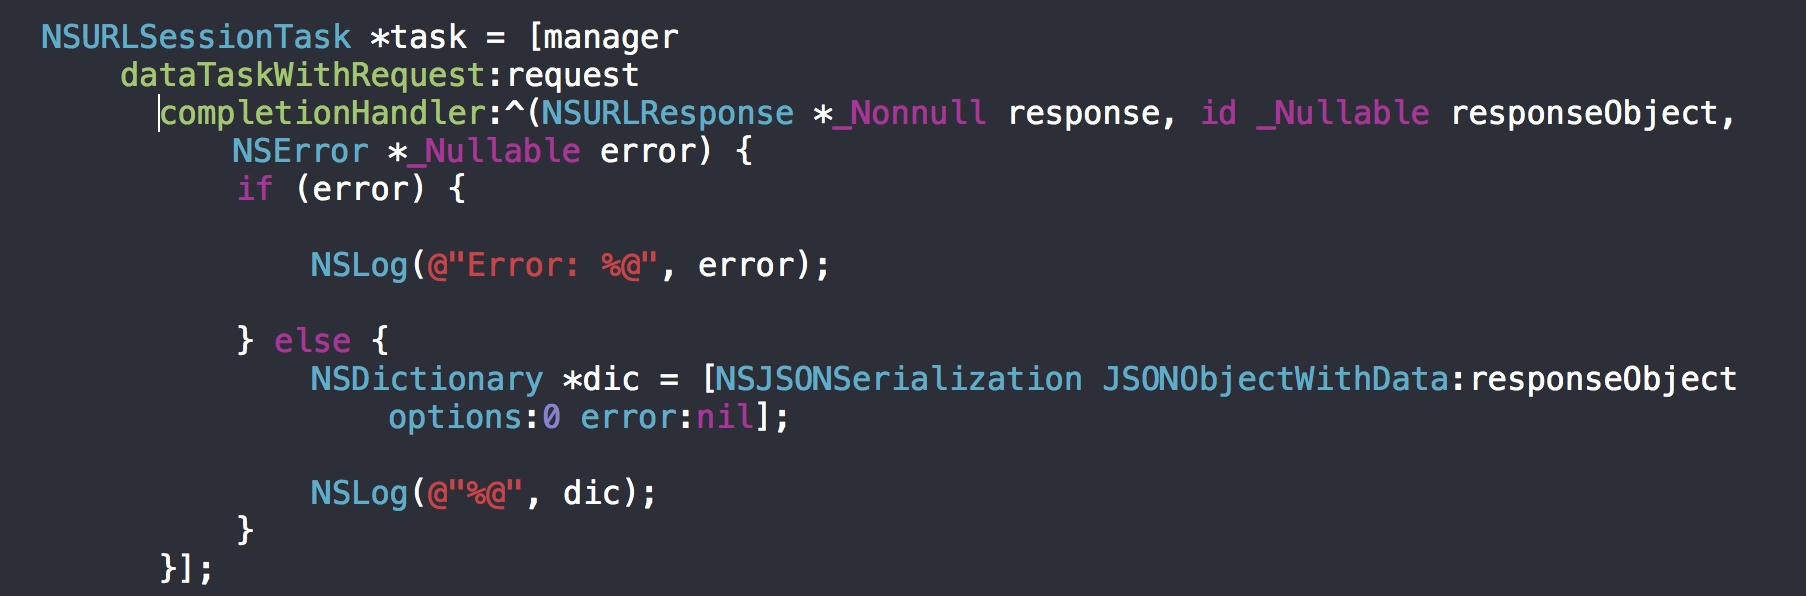 NSURLSessionTask *task = [manager
dataTaskWithRequest:request
completionHandler:^(NSURLResponse *_Nonnull response, id _Nullable responseObject,
NSError *_Nullable error) {
if (error) {
NSLog(@"Error: %@", error);
} else {
NSDictionary *dic = [NSJSONSerialization JSONObjectWithData:responseObject
options:0 error:nil];
NSLog(@"%@", dic);
}
}];